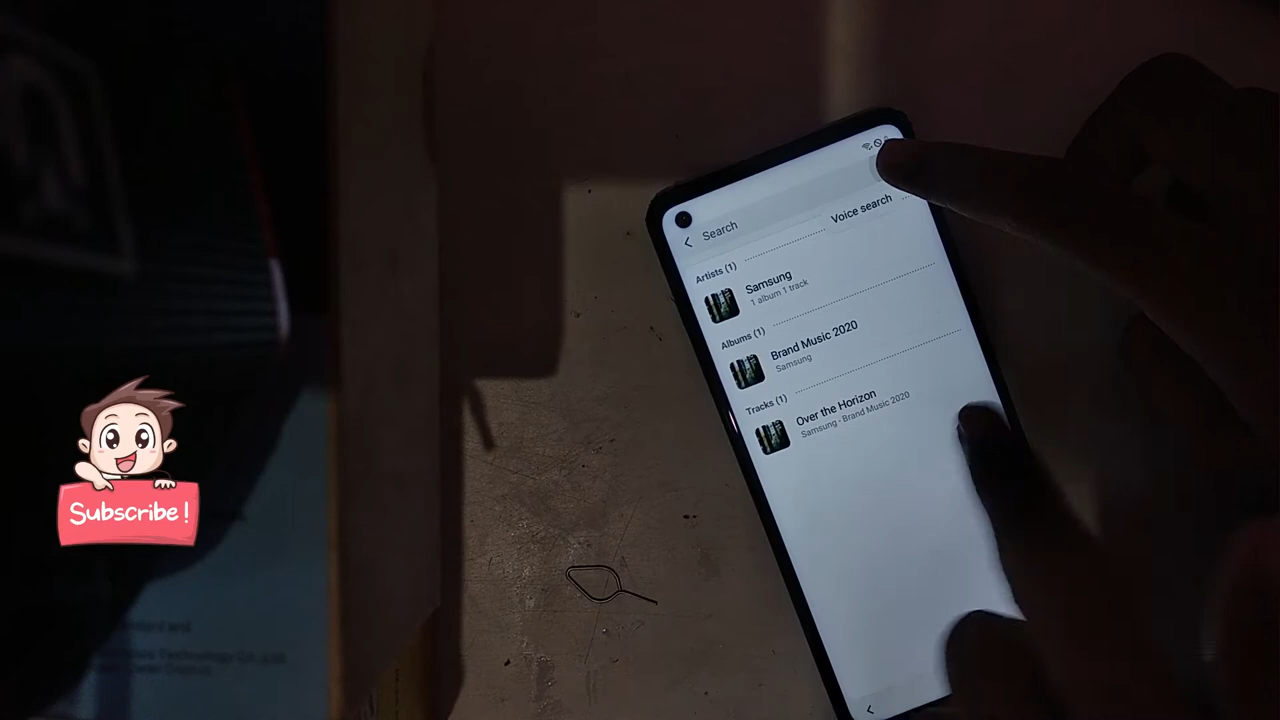 Search
Voice search
Artists (1)
Samsung
1 album 1 track
Albums (1)
Brand Music 2020
Samsung
Tracks (1)
Over the Horizon
Samsung - Brand Music 2020
Subscribe!